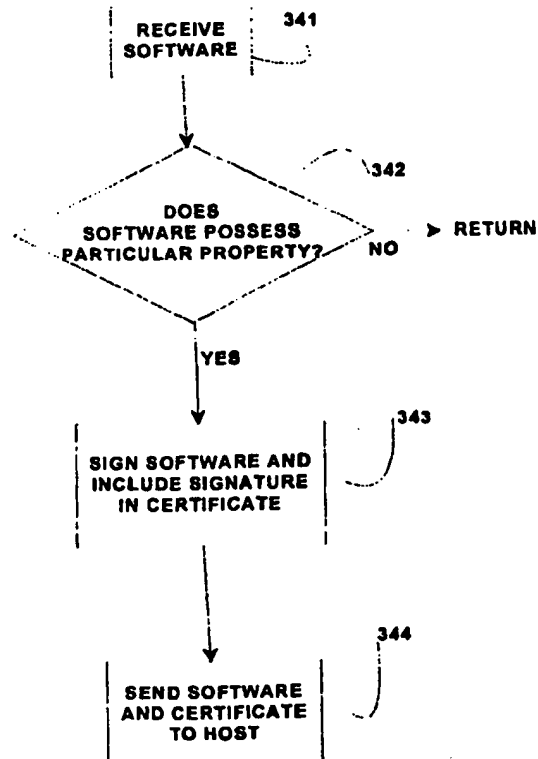 341
RECEIVE
SOFTWARE
342
DOES
SOFTWARE POSSESS
PARTICULAR PROPERTY?
NO
RETURN
YES
343
SIGN SOFTWARE AND
INCLUDE SIGNATURE
IN CERTIFICATE
344
SEND SOFTWARE
AND CERTIFICATE
TO HOST